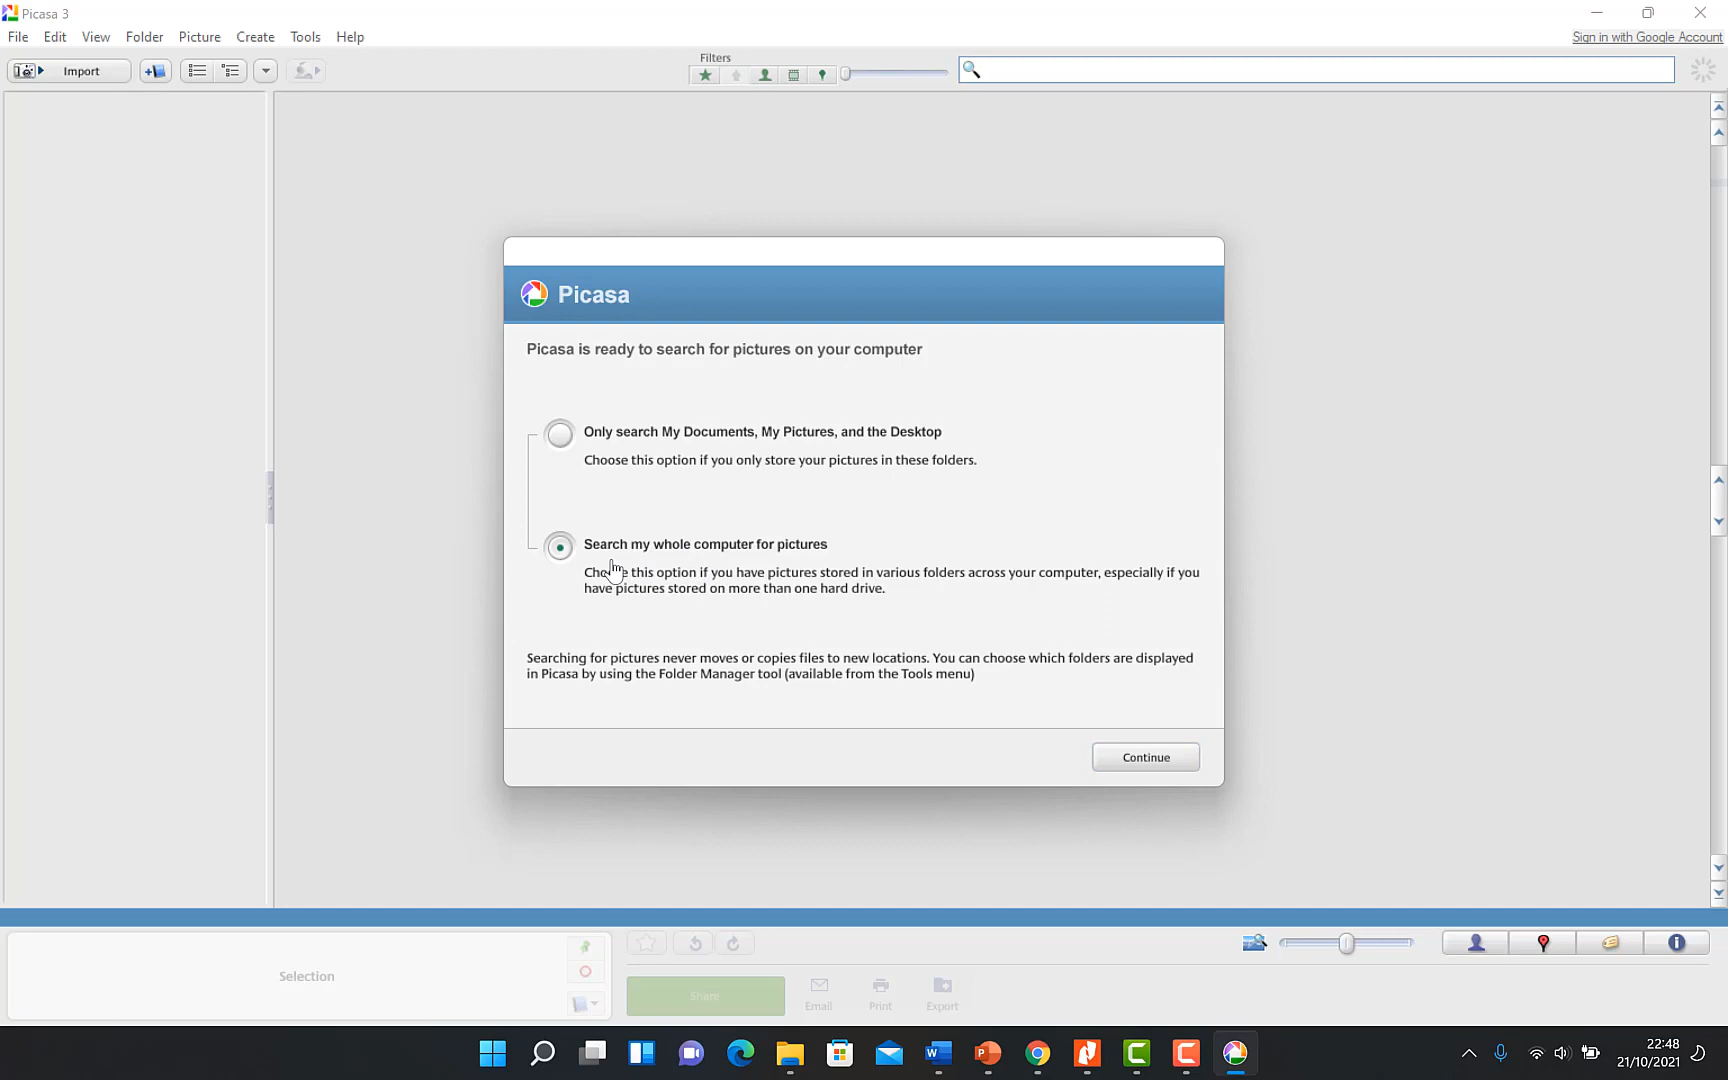 Picasa 3
File Edit View Folder Picture Create Tools Help
Sign in with Google Account
Import
Filters
Picasa
Picasa is ready to search for pictures on your computer
Only search My Documents, My Pictures, and the Desktop
Choose this option if you only store your pictures in these folders.
Search my whole computer for pictures
Choose this option if you have pictures stored in various folders across your computer, especially if you
have pictures stored on more than one hard drive.
Searching for pictures never moves or copies files to new locations. You can choose which folders are displayed
in Picasa by using the Folder Manager tool (available from the Tools menu)
Continue
Selection
Share
Email Print Export
22:48
21/10/2021